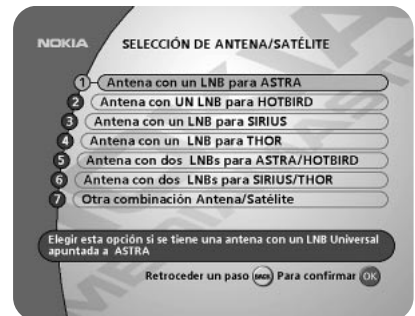 NOKIA
SELECCIÓN DE ANTENA/SATÉLITE
1 Antena con un LNB para ASTRA
2 Antena con UN LNB para HOTBIRD
3 Antena con un LNB para SIRIUS
4 Antena con un LNB para THOR
5 Antena con dos LNBs para ASTRA/HOTBIRD
6 Antena con dos LNBs para SIRIUS/THOR
7 Otra combinación Antena/Satélite
Elegir esta opción si se tiene una antena con un LNB Universal
apuntada a ASTRA
Retroceder un paso BACK Para confirmar OK